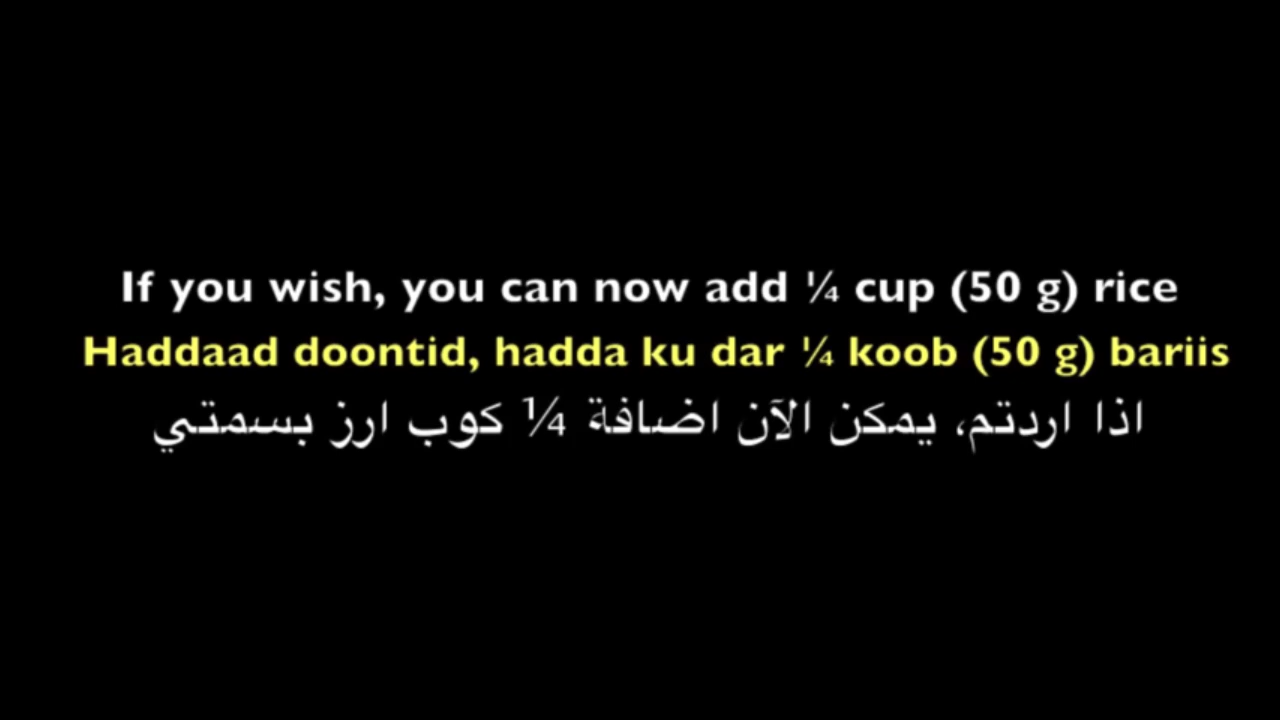 If you wish, you can now add ¼ cup (50 g) rice
Haddaad doontid, hadda ku dar ¼ koob (50 g) bariis
اذا اردتم، يمكن الآن اضافة ¼ كوب ارز بسمتي